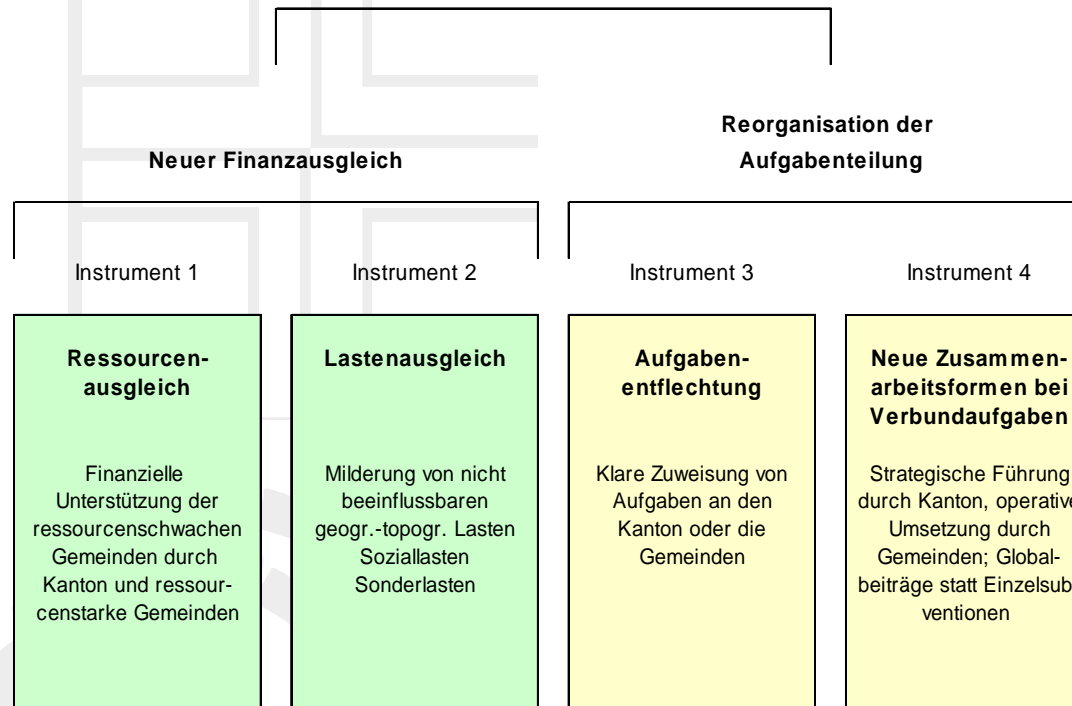 Neuer Finanzausgleich
Reorganisation der
Aufgabenteilung
Instrument 1
Ressourcen-
ausgleich
Finanzielle
Unterstützung der
ressourcenschwachen
Gemeinden durch
Kanton und ressour-
censtarke Gemeinden
Instrument 2
Lastenausgleich
Milderung von nicht
beeinflussbaren
geogr.-topogr. Lasten
Soziallasten
Sonderlasten
Instrument 3
Aufgaben-
entflechtung
Klare Zuweisung von
Aufgaben an den
Kanton oder die
Gemeinden
Instrument 4
Neue Zusammen-
arbeitsformen bei
Verbundaufgaben
Strategische Führung
durch Kanton, operative
Umsetzung durch
Gemeinden; Global-
beiträge statt Einzelsub
ventionen